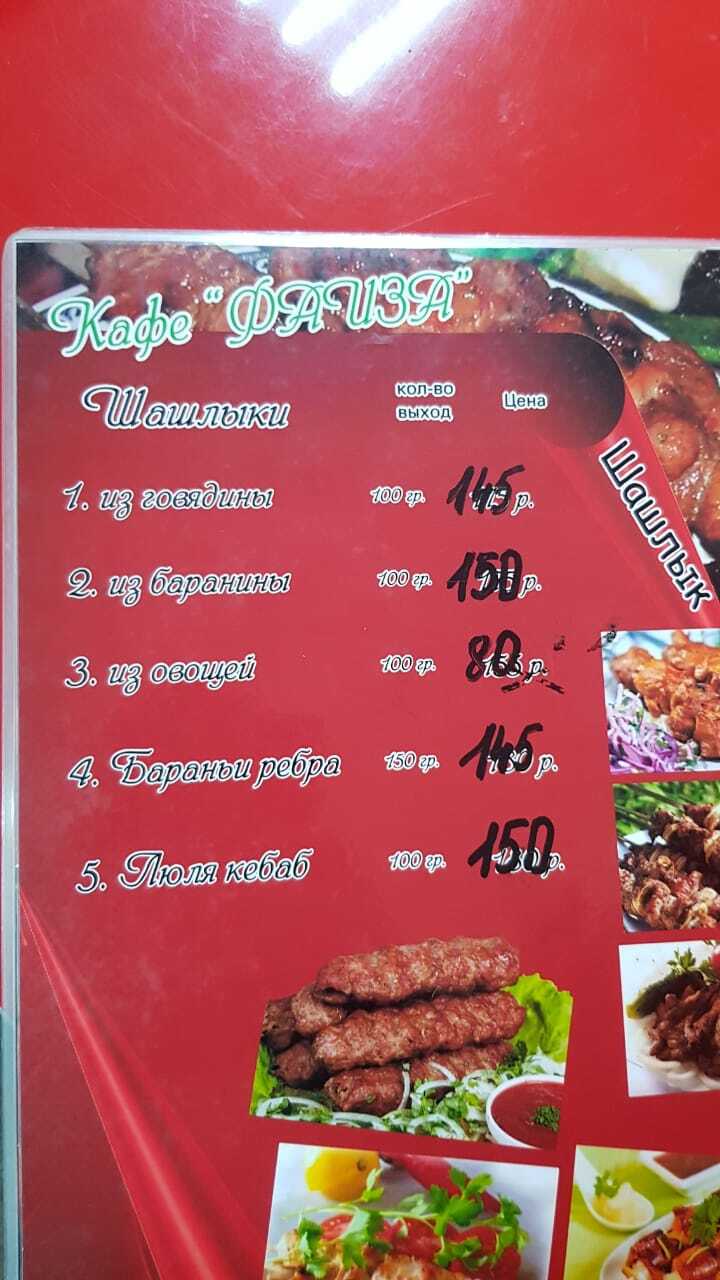 Кафе "ФАИЗА"
Шашлыки кол-во выход Цена
Шашлык
1. из говядины 100 гр. 145 р.
2. из баранины 100 гр. 150 р.
3. из овощей 100 гр. 80 р.
4. Бараньи ребра 150 гр. 145 р.
5. Люля кебаб 100 гр. 150 р.